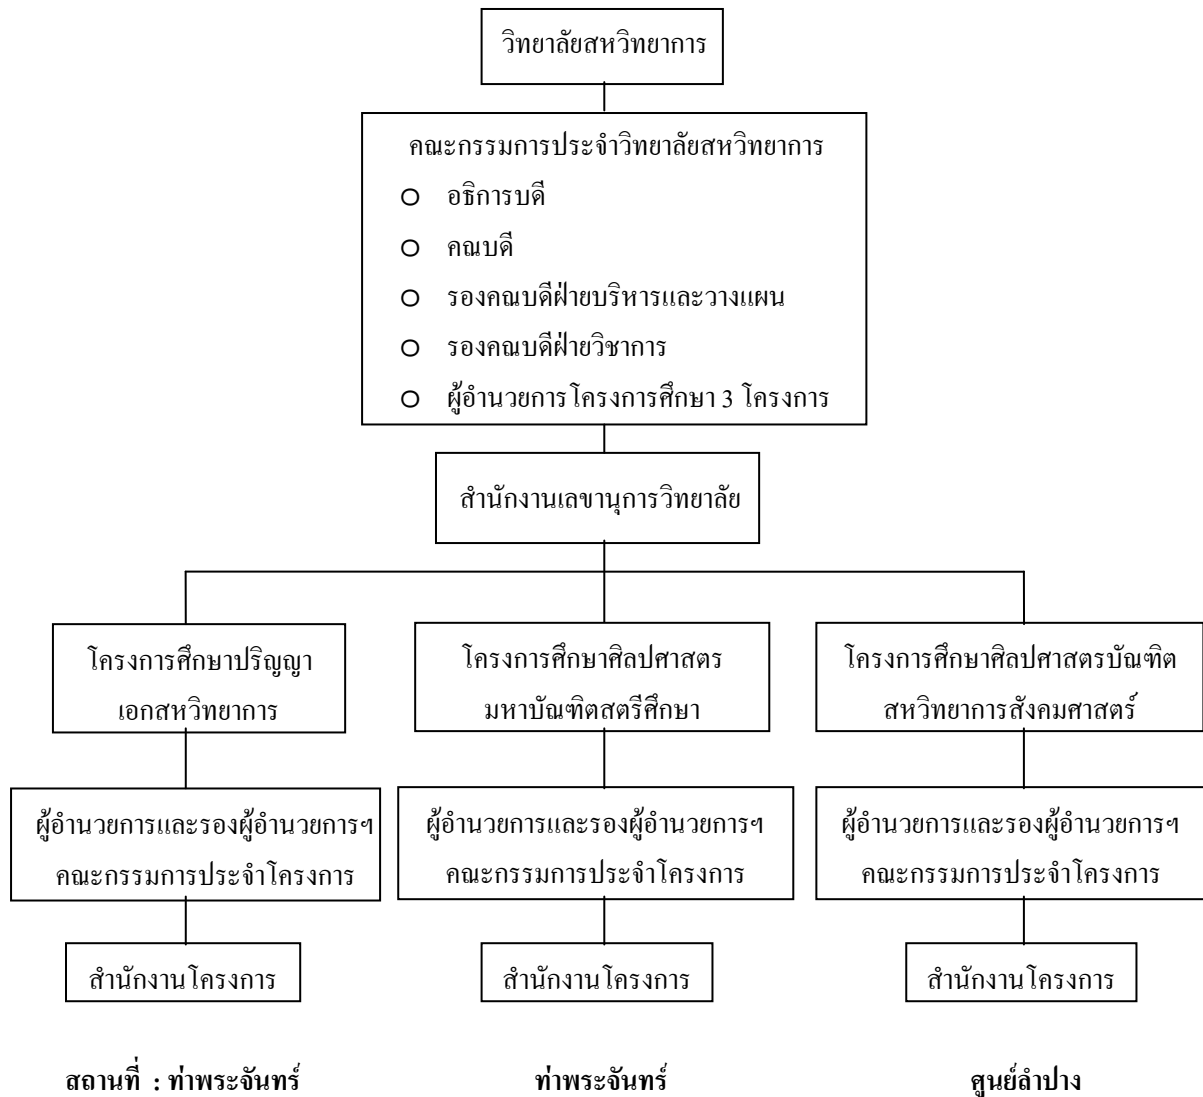 วิทยาลัยสหวิทยาการ
คณะกรรมการประจำวิทยาลัยสหวิทยาการ
o อธิการบดี
o คณบดี
o รองคณบดีฝ่ายบริหารและวางแผน
o รองคณบดีฝ่ายวิชาการ
o ผู้อำนวยการโครงการศึกษา 3 โครงการ
สำนักงานเลขานุการวิทยาลัย
โครงการศึกษาปริญญา
เอกสหวิทยาการ
โครงการศึกษาศิลปศาสตร
มหาบัณฑิตสตรีศึกษา
โครงการศึกษาศิลปศาสตรบัณฑิต
สหวิทยาการสังคมศาสตร์
ผู้อำนวยการและรองผู้อำนวยการฯ
คณะกรรมการประจำโครงการ
ผู้อำนวยการและรองผู้อำนวยการฯ
คณะกรรมการประจำโครงการ
ผู้อำนวยการและรองผู้อำนวยการฯ
คณะกรรมการประจำโครงการ
สำนักงานโครงการ
สำนักงานโครงการ
สำนักงานโครงการ
สถานที่ : ท่าพระจันทร์
ท่าพระจันทร์
ศูนย์ลำปาง